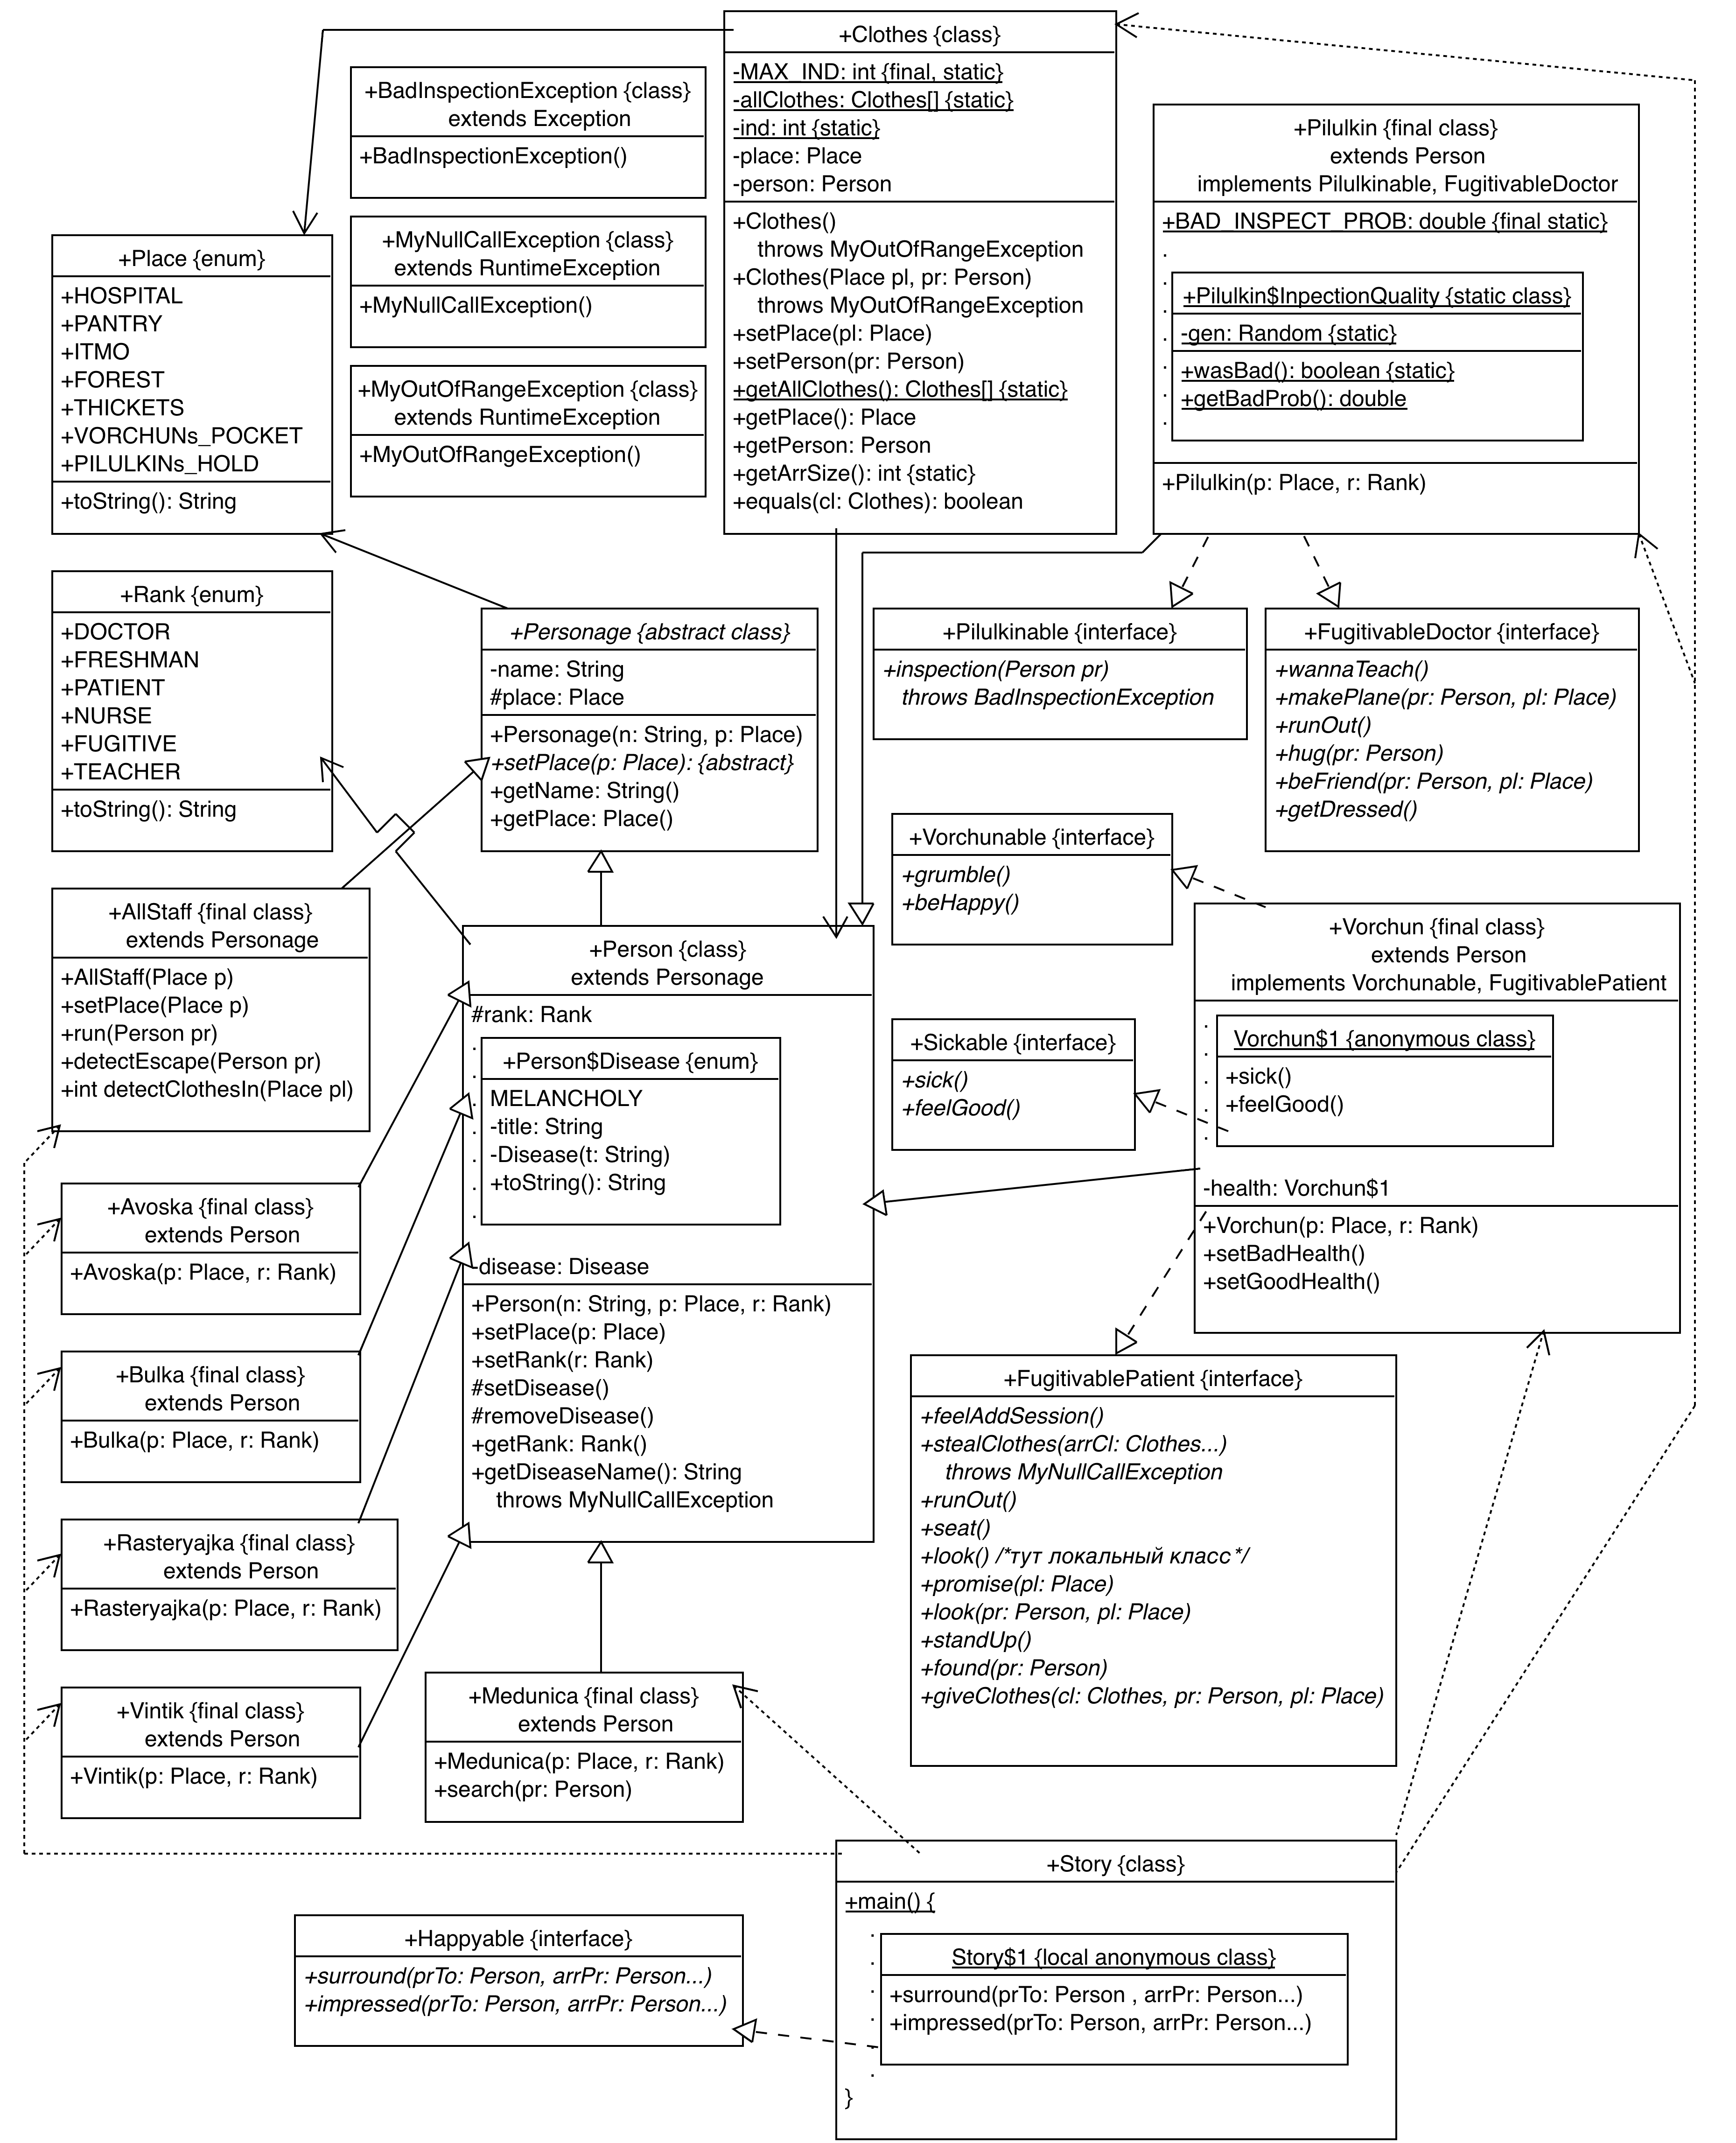 +Clothes {class}
-MAX_IND: int {final, static}
-allClothes: Clothes[] {static}
-ind: int {static}
-place: Place
-person: Person
+Clothes()
throws MyOutOfRangeException
+Clothes(Place pl, pr: Person)
throws MyOutOfRangeException
+setPlace(pl: Place)
+setPerson(pr: Person)
+getAllClothes(): Clothes[] {static}
+getPlace(): Place
+getPerson: Person
+getArrSize(): int {static}
+equals(cl: Clothes): boolean
+BadInspectionException {class}
extends Exception
+BadInspectionException()
+MyNullCallException {class}
extends RuntimeException
+MyNullCallException()
+MyOutOfRangeException {class}
extends RuntimeException
+MyOutOfRangeException()
+Pilulkin {final class}
extends Person
implements Pilulkinable, FugitivableDoctor
+BAD_INSPECT_PROB: double {final static}
+Pilulkin$InpectionQuality {static class}
-gen: Random {static}
+wasBad(): boolean {static}
+getBadProb(): double
+Pilulkin(p: Place, r: Rank)
+Place {enum}
+HOSPITAL
+PANTRY
+ITMO
+FOREST
+THICKETS
+VORCHUNs_POCKET
+PILULKINs_HOLD
+toString(): String
+Rank {enum}
+DOCTOR
+FRESHMAN
+PATIENT
+NURSE
+FUGITIVE
+TEACHER
+toString(): String
+Personage {abstract class}
-name: String
#place: Place
+Personage(n: String, p: Place)
+setPlace(p: Place): {abstract}
+getName: String()
+getPlace: Place()
+Pilulkinable {interface}
+inspection(Person pr)
throws BadInspectionException
+FugitivableDoctor {interface}
+wannaTeach()
+makePlane(pr: Person, pl: Place)
+runOut()
+hug(pr: Person)
+beFriend(pr: Person, pl: Place)
+getDressed()
+Vorchunable {interface}
+grumble()
+beHappy()
+AllStaff {final class}
extends Personage
+AllStaff(Place p)
+setPlace(Place p)
+run(Person pr)
+detectEscape(Person pr)
+int detectClothesIn(Place pl)
+Person {class}
extends Personage
#rank: Rank
+Person$Disease {enum}
MELANCHOLY
-title: String
-Disease(t: String)
+toString(): String
-disease: Disease
+Person(n: String, p: Place, r: Rank)
+setPlace(p: Place)
+setRank(r: Rank)
#setDisease()
#removeDisease()
+getRank: Rank()
+getDiseaseName(): String
throws MyNullCallException
+Sickable {interface}
+sick()
+feelGood()
+Vorchun {final class}
extends Person
implements Vorchunable, FugitivablePatient
Vorchun$1 {anonymous class}
+sick()
+feelGood()
-health: Vorchun$1
+Vorchun(p: Place, r: Rank)
+setBadHealth()
+setGoodHealth()
+Avoska {final class}
extends Person
+Avoska(p: Place, r: Rank)
+Bulka {final class}
extends Person
+Bulka(p: Place, r: Rank)
+Rasteryajka {final class}
extends Person
+Rasteryajka(p: Place, r: Rank)
+Vintik {final class}
extends Person
+Vintik(p: Place, r: Rank)
+Medunica {final class}
extends Person
+Medunica(p: Place, r: Rank)
+search(pr: Person)
+FugitivablePatient {interface}
+feelAddSession()
+stealClothes(arrCl: Clothes...)
throws MyNullCallException
+runOut()
+seat()
+look() /*тут локальный класс*/
+promise(pl: Place)
+look(pr: Person, pl: Place)
+standUp()
+found(pr: Person)
+giveClothes(cl: Clothes, pr: Person, pl: Place)
+Story {class}
+main() {
Story$1 {local anonymous class}
+surround(prTo: Person , arrPr: Person...)
+impressed(prTo: Person, arrPr: Person...)
}
+Happyable {interface}
+surround(prTo: Person, arrPr: Person...)
+impressed(prTo: Person, arrPr: Person...)